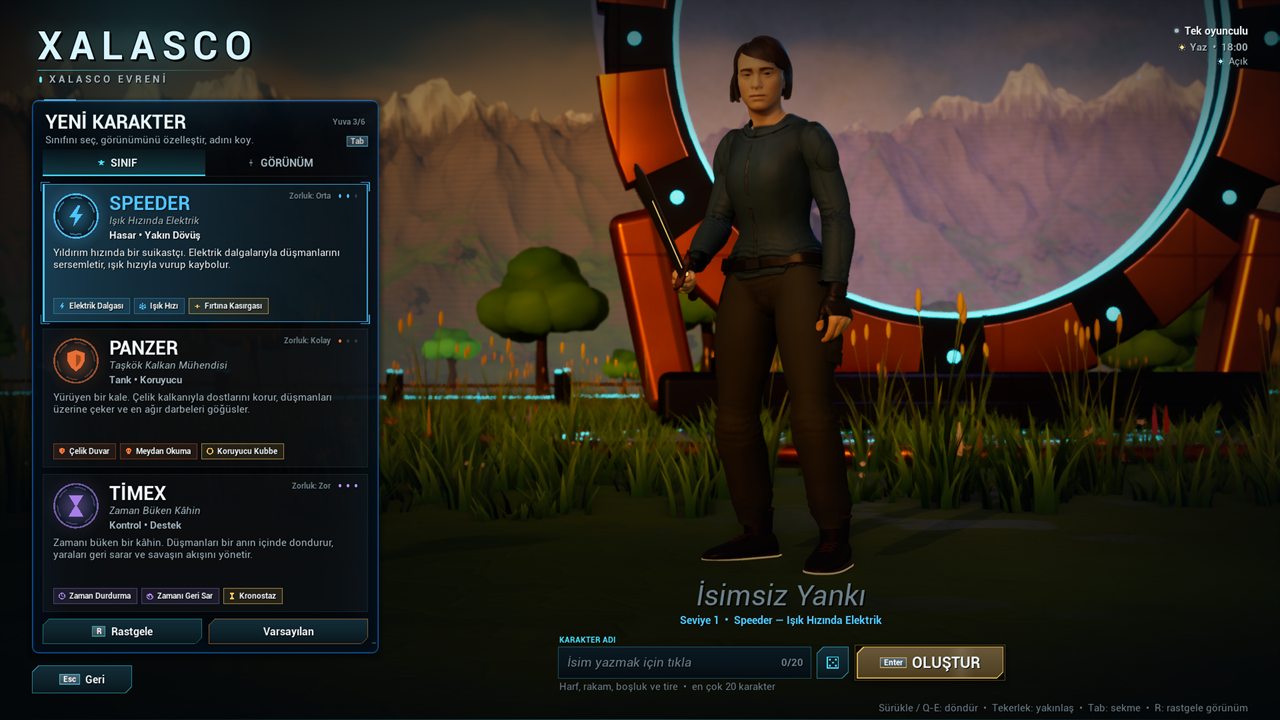 XALASCO
XALASCO EVRENİ
Tek oyunculu
Yaz • 18:00
Açık
YENİ KARAKTER
Yuva 3/6
Sınıfını seç, görünümünü özelleştir, adını koy.
Tab
SINIF
GÖRÜNÜM
SPEEDER
Zorluk: Orta
Işık Hızında Elektrik
Hasar • Yakın Dövüş
Yıldırım hızında bir suikastçı. Elektrik dalgalarıyla düşmanlarını
sersemletir, ışık hızıyla vurup kaybolur.
Elektrik Dalgası
Işık Hızı
Fırtına Kasırgası
PANZER
Zorluk: Kolay
Taşkök Kalkan Mühendisi
Tank • Koruyucu
Yürüyen bir kale. Çelik kalkanıyla dostlarını korur, düşmanları
üzerine çeker ve en ağır darbeleri göğüsler.
Çelik Duvar
Meydan Okuma
Koruyucu Kubbe
TİMEX
Zorluk: Zor
Zaman Büken Kâhin
Kontrol • Destek
Zamanı büken bir kâhin. Düşmanları bir anın içinde dondurur,
yaraları geri sarar ve savaşın akışını yönetir.
Zaman Durdurma
Zamanı Geri Sar
Kronostaz
R Rastgele
Varsayılan
Esc Geri
İsimsiz Yankı
Seviye 1 • Speeder — Işık Hızında Elektrik
KARAKTER ADI
İsim yazmak için tıkla
0/20
Enter OLUŞTUR
Harf, rakam, boşluk ve tire • en çok 20 karakter
Sürükle / Q-E: döndür • Tekerlek: yakınlaş • Tab: sekme • R: rastgele görünüm